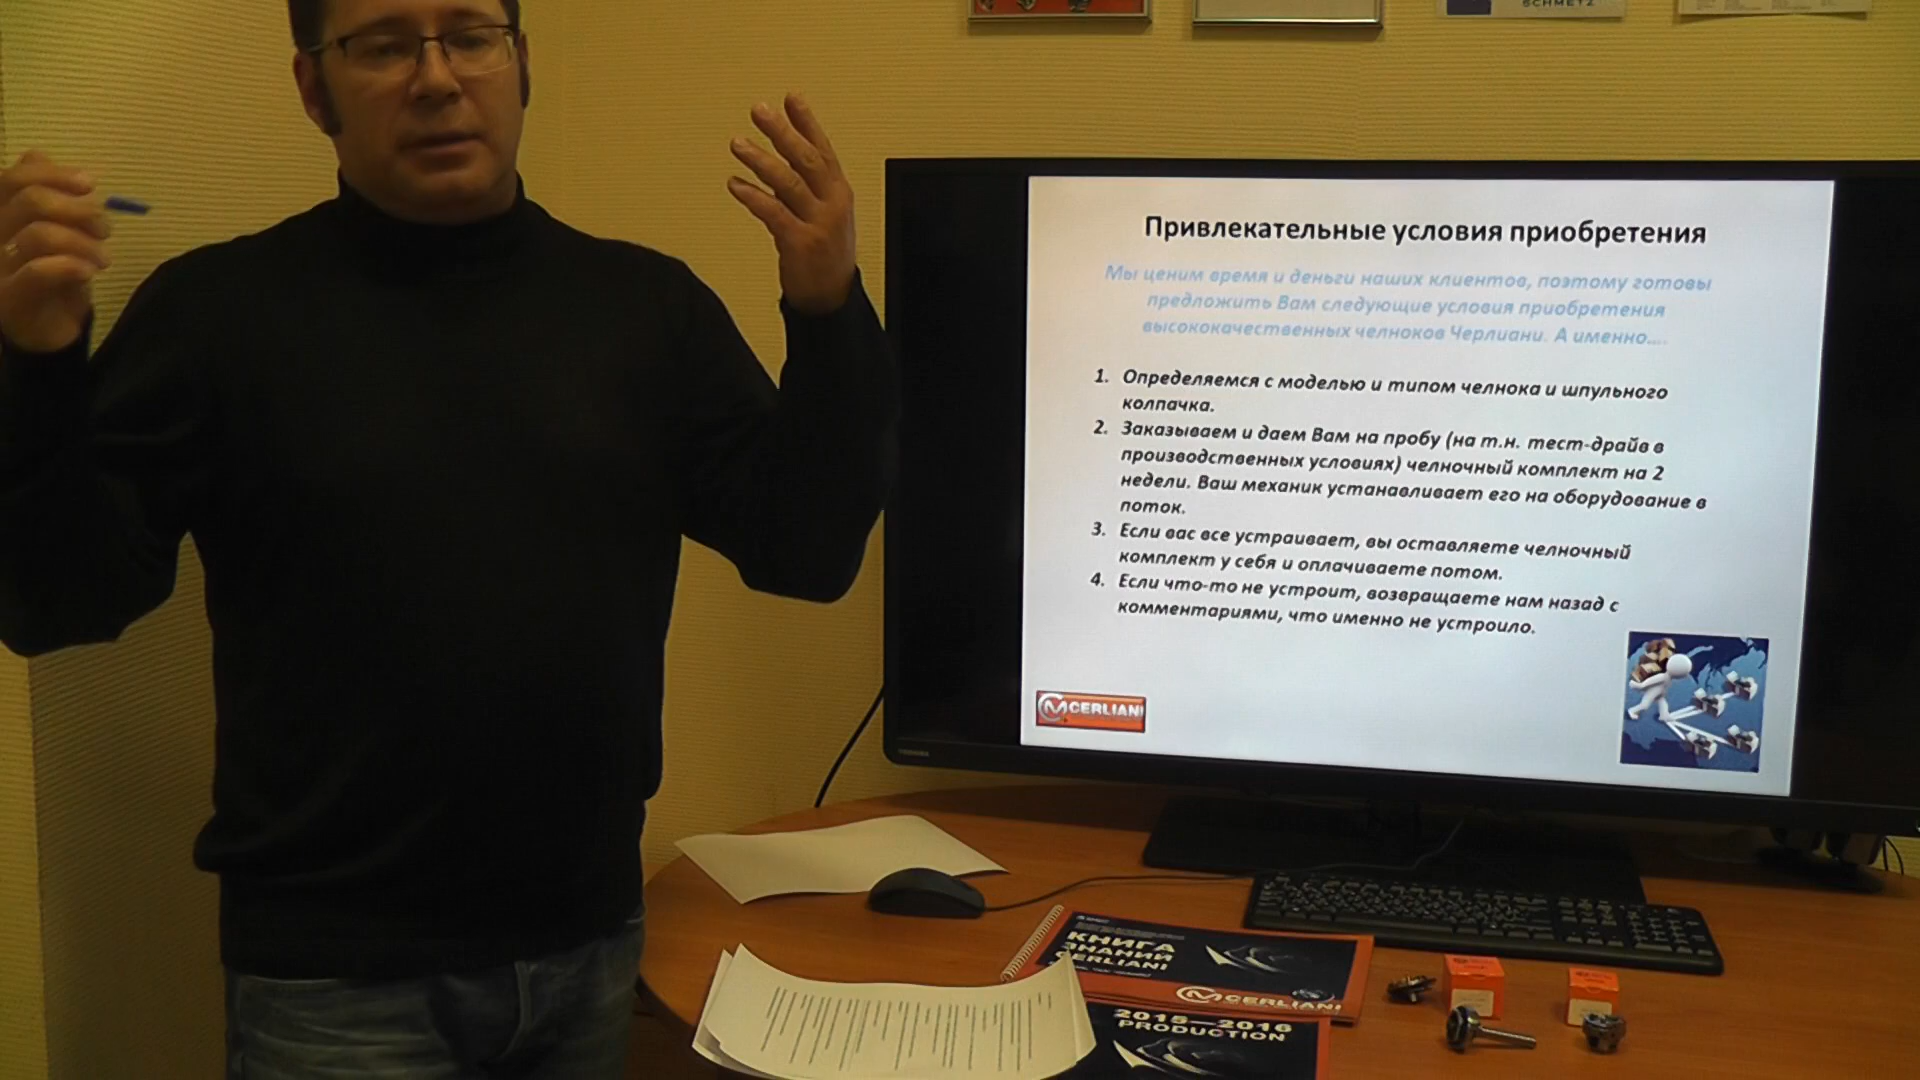 SCHMETZ
Привлекательные условия приобретения
Мы ценим время и деньги наших клиентов, поэтому готовы
предложить Вам следующие условия приобретения
высококачественных челноков Черлиани. А именно....
1. Определяемся с моделью и типом челнока и шпульного
колпачка.
2. Заказываем и даем Вам на пробу (на т.н. тест-драйв в
производственных условиях) челночный комплект на 2
недели. Ваш механик устанавливает его на оборудование в
поток.
3. Если вас все устраивает, вы оставляете челночный
комплект у себя и оплачиваете потом.
4. Если что-то не устроит, возвращаете нам назад с
комментариями, что именно не устроило.
CERLIANI
TOSHIBA
КНИГА
ЗНАНИЙ
CERLIANI
CERLIANI
2015—2016
PRODUCTION